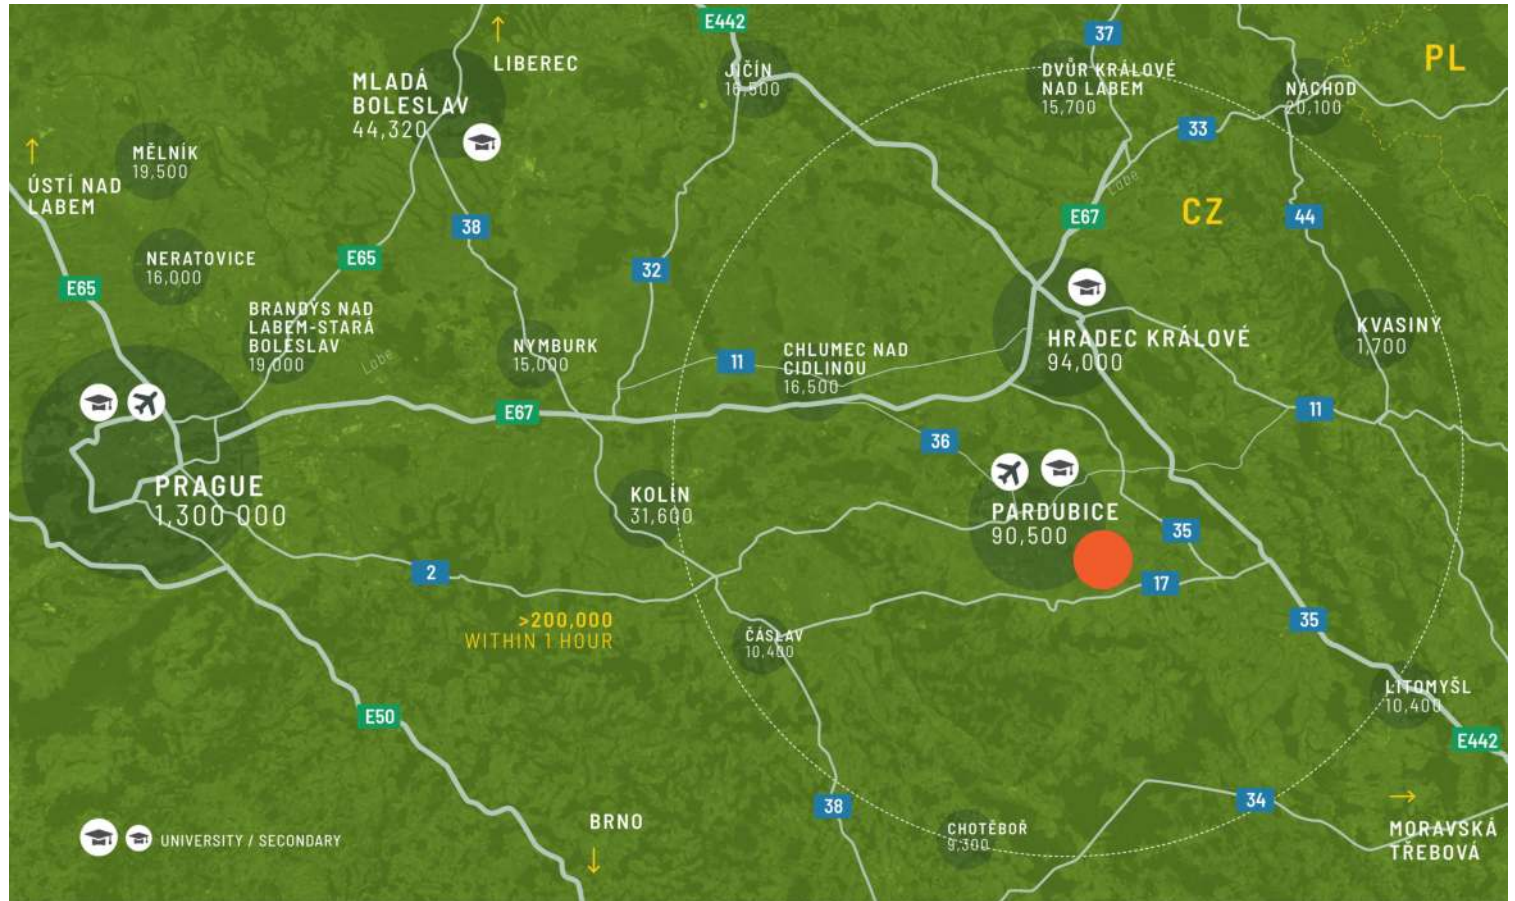 E442
37
LIBEREC
PL
MLADÁ
BOLESLAV
44,320
JIČÍN
16,500
DVŮR KRÁLOVÉ
NAD LABEM
15,700
NÁCHOD
20,100
33
MĚLNÍK
19,500
ÚSTÍ NAD
LABEM
Labe
CZ
E67
44
38
NERATOVICE
16,000
E65
32
E65
BRANDÝS NAD
LABEM-STARÁ
BOLESLAV
19,000
Labe
NYMBURK
15,000
11
CHLUMEC NAD
CIDLINOU
16,500
HRADEC KRÁLOVÉ
94,000
KVASINY
1,700
E67
11
36
PRAGUE
1,300 000
KOLÍN
31,600
PARDUBICE
90,500
35
2
17
>200,000
WITHIN 1 HOUR
ČÁSLAV
10,400
35
LITOMYŠL
10,400
E50
E442
38
34
BRNO
CHOTĚBOŘ
9,300
MORAVSKÁ
TŘEBOVÁ
UNIVERSITY / SECONDARY